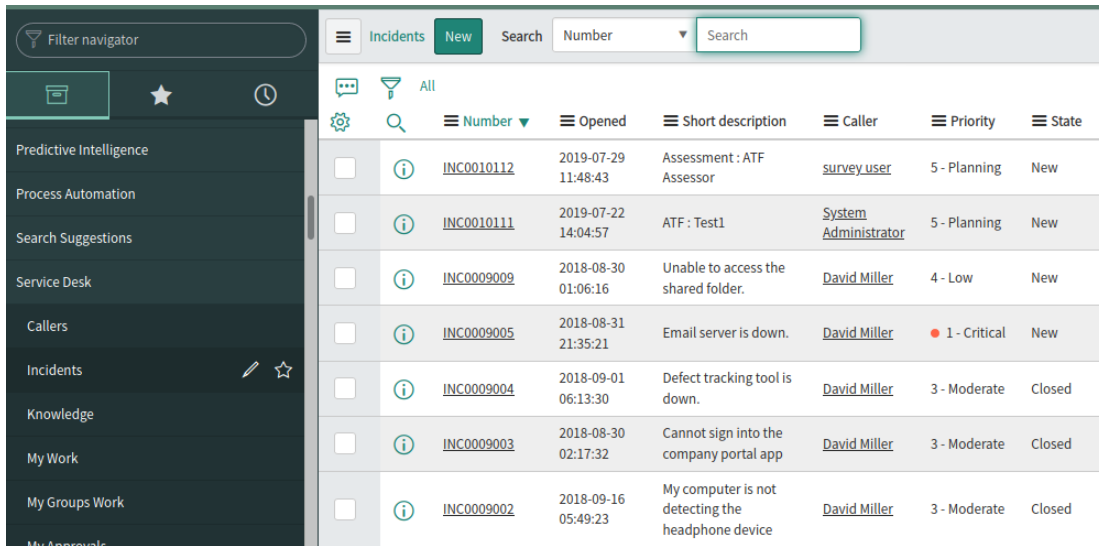 Filter navigator
Predictive Intelligence
Process Automation
Search Suggestions
Service Desk
Callers
Incidents
Knowledge
My Work
My Groups Work
My Approvals
Incidents New Search Number Search
All
Number Opened Short description Caller Priority State
INC0010112 2019-07-29 11:48:43 Assessment : ATF Assessor survey user 5 - Planning New
INC0010111 2019-07-22 14:04:57 ATF : Test1 System Administrator 5 - Planning New
INC0009009 2018-08-30 01:06:16 Unable to access the shared folder. David Miller 4 - Low New
INC0009005 2018-08-31 21:35:21 Email server is down. David Miller 1 - Critical New
INC0009004 2018-09-01 06:13:30 Defect tracking tool is down. David Miller 3 - Moderate Closed
INC0009003 2018-08-30 02:17:32 Cannot sign into the company portal app David Miller 3 - Moderate Closed
INC0009002 2018-09-16 05:49:23 My computer is not detecting the headphone device David Miller 3 - Moderate Closed